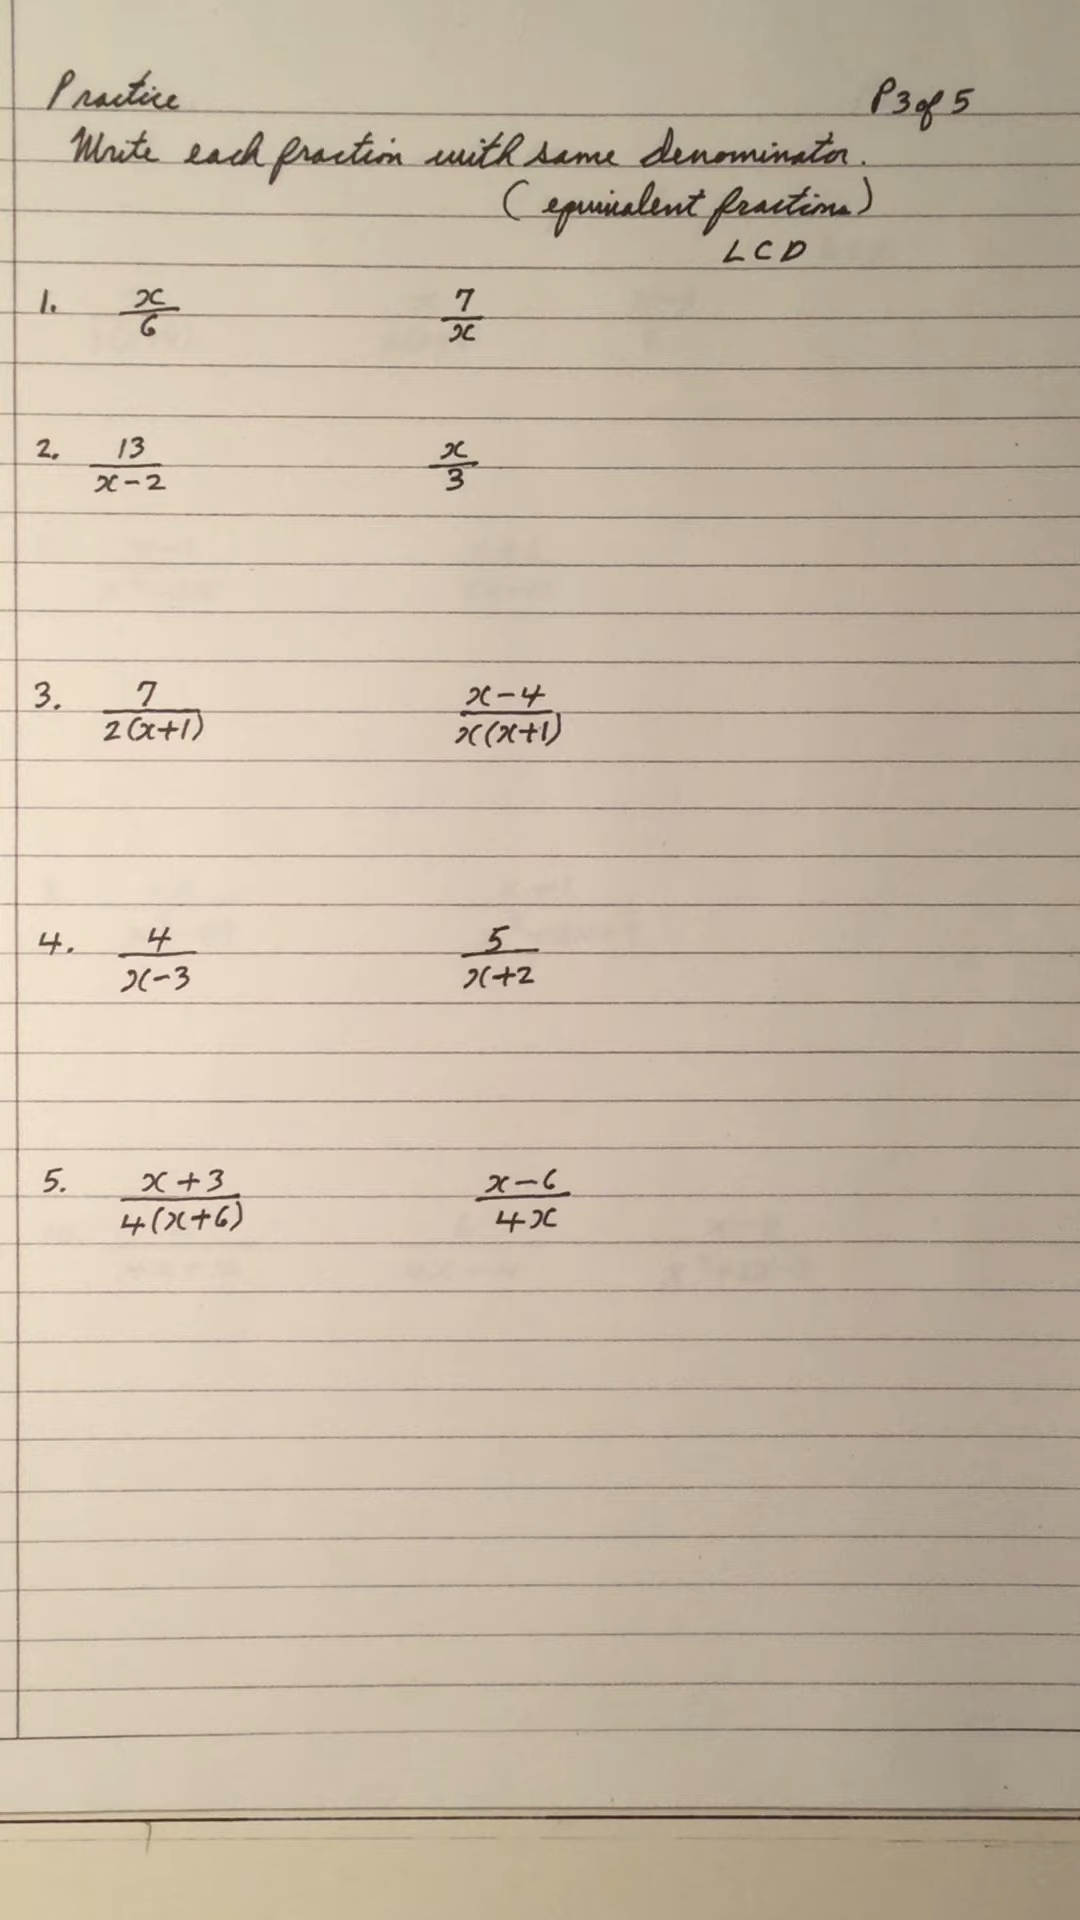 Practice P3 of 5
Write each fraction with same denominator.
(equivalent fractions)
LCD
1. x/6 7/x
2. 13/(x-2) x/3
3. 7/(2(x+1)) (x-4)/(x(x+1))
4. 4/(x-3) 5/(x+2)
5. (x+3)/(4(x+6)) (x-6)/(4x)